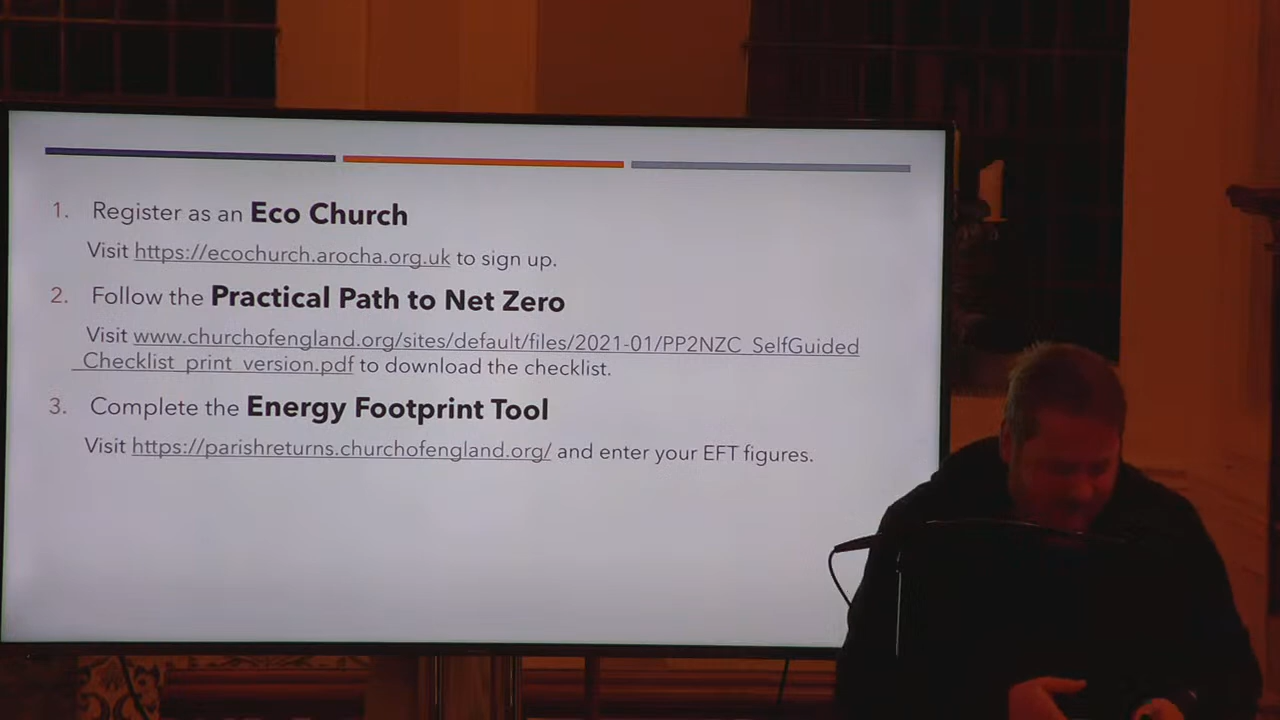 1. Register as an Eco Church
Visit https://ecochurch.arocha.org.uk to sign up.
2. Follow the Practical Path to Net Zero
Visit www.churchofengland.org/sites/default/files/2021-01/PP2NZC_SelfGuided
_Checklist_print_version.pdf to download the checklist.
3. Complete the Energy Footprint Tool
Visit https://parishreturns.churchofengland.org/ and enter your EFT figures.